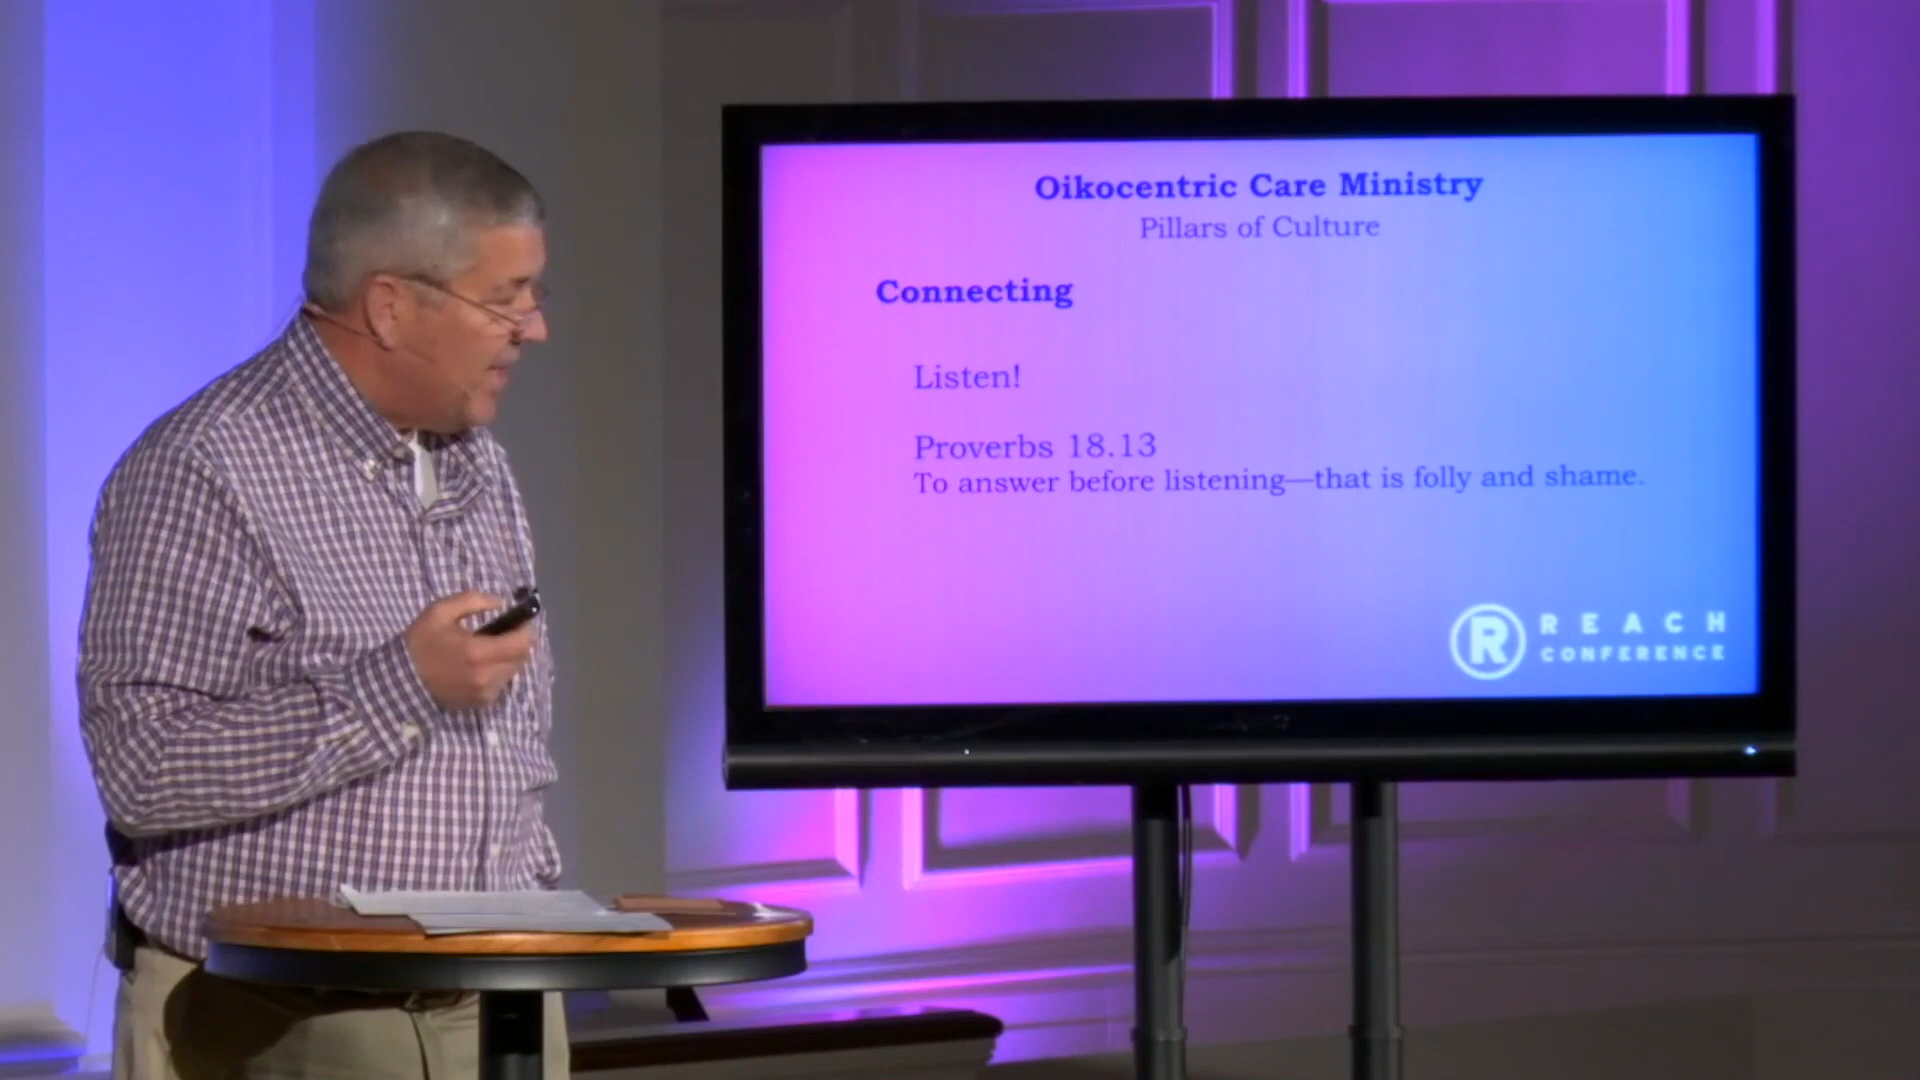 Oikocentric Care Ministry
Pillars of Culture
Connecting
Listen!
Proverbs 18.13
To answer before listening—that is folly and shame.
R REACH
CONFERENCE